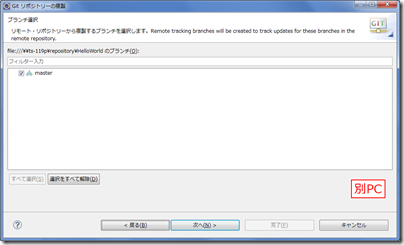 Git リポジトリーの複製
ブランチ選択
リモート・リポジトリーから複製するブランチを選択します。Remote tracking branches will be created to track updates for these branches in the
remote repository.
GIT
file:////¥¥ts-119p¥repository¥HelloWorld のブランチ(O):
フィルター入力
master
すべて選択(S)
選択をすべて解除(D)
別PC
< 戻る(B)
次へ(N) >
完了(F)
キャンセル